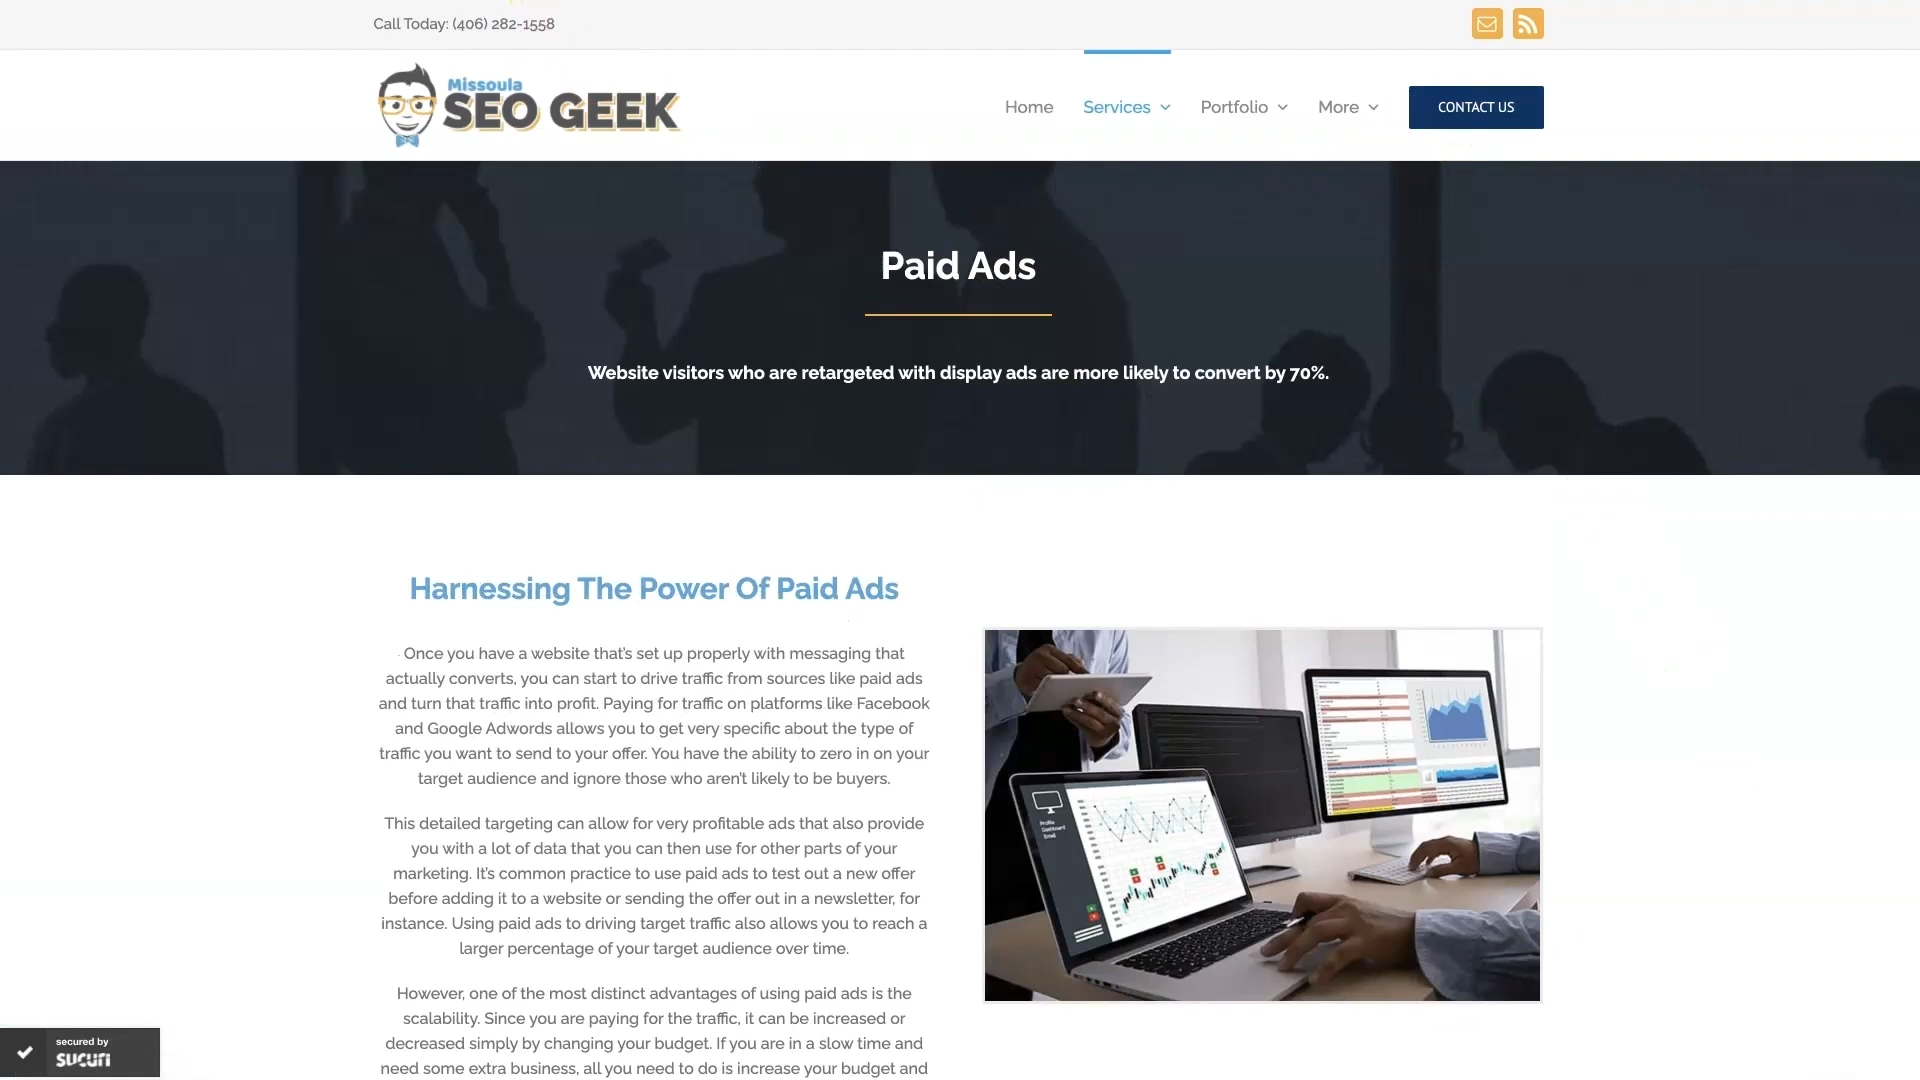 Call Today: (406) 282-1558
Missoula
SEO GEEK
Home
Services
Portfolio
More
CONTACT US
Paid Ads
Website visitors who are retargeted with display ads are more likely to convert by 70%.
Harnessing The Power Of Paid Ads
Once you have a website that's set up properly with messaging that
actually converts, you can start to drive traffic from sources like paid ads
and turn that traffic into profit. Paying for traffic on platforms like Facebook
and Google Adwords allows you to get very specific about the type of
traffic you want to send to your offer. You have the ability to zero in on your
target audience and ignore those who aren't likely to be buyers.
This detailed targeting can allow for very profitable ads that also provide
you with a lot of data that you can then use for other parts of your
marketing. It's common practice to use paid ads to test out a new offer
before adding it to a website or sending the offer out in a newsletter, for
instance. Using paid ads to driving target traffic also allows you to reach a
larger percentage of your target audience over time.
However, one of the most distinct advantages of using paid ads is the
scalability. Since you are paying for the traffic, it can be increased or
decreased simply by changing your budget. If you are in a slow time and
need some extra business, all you need to do is increase your budget and
Profile
Dashboard
Email
secured by
sucuri